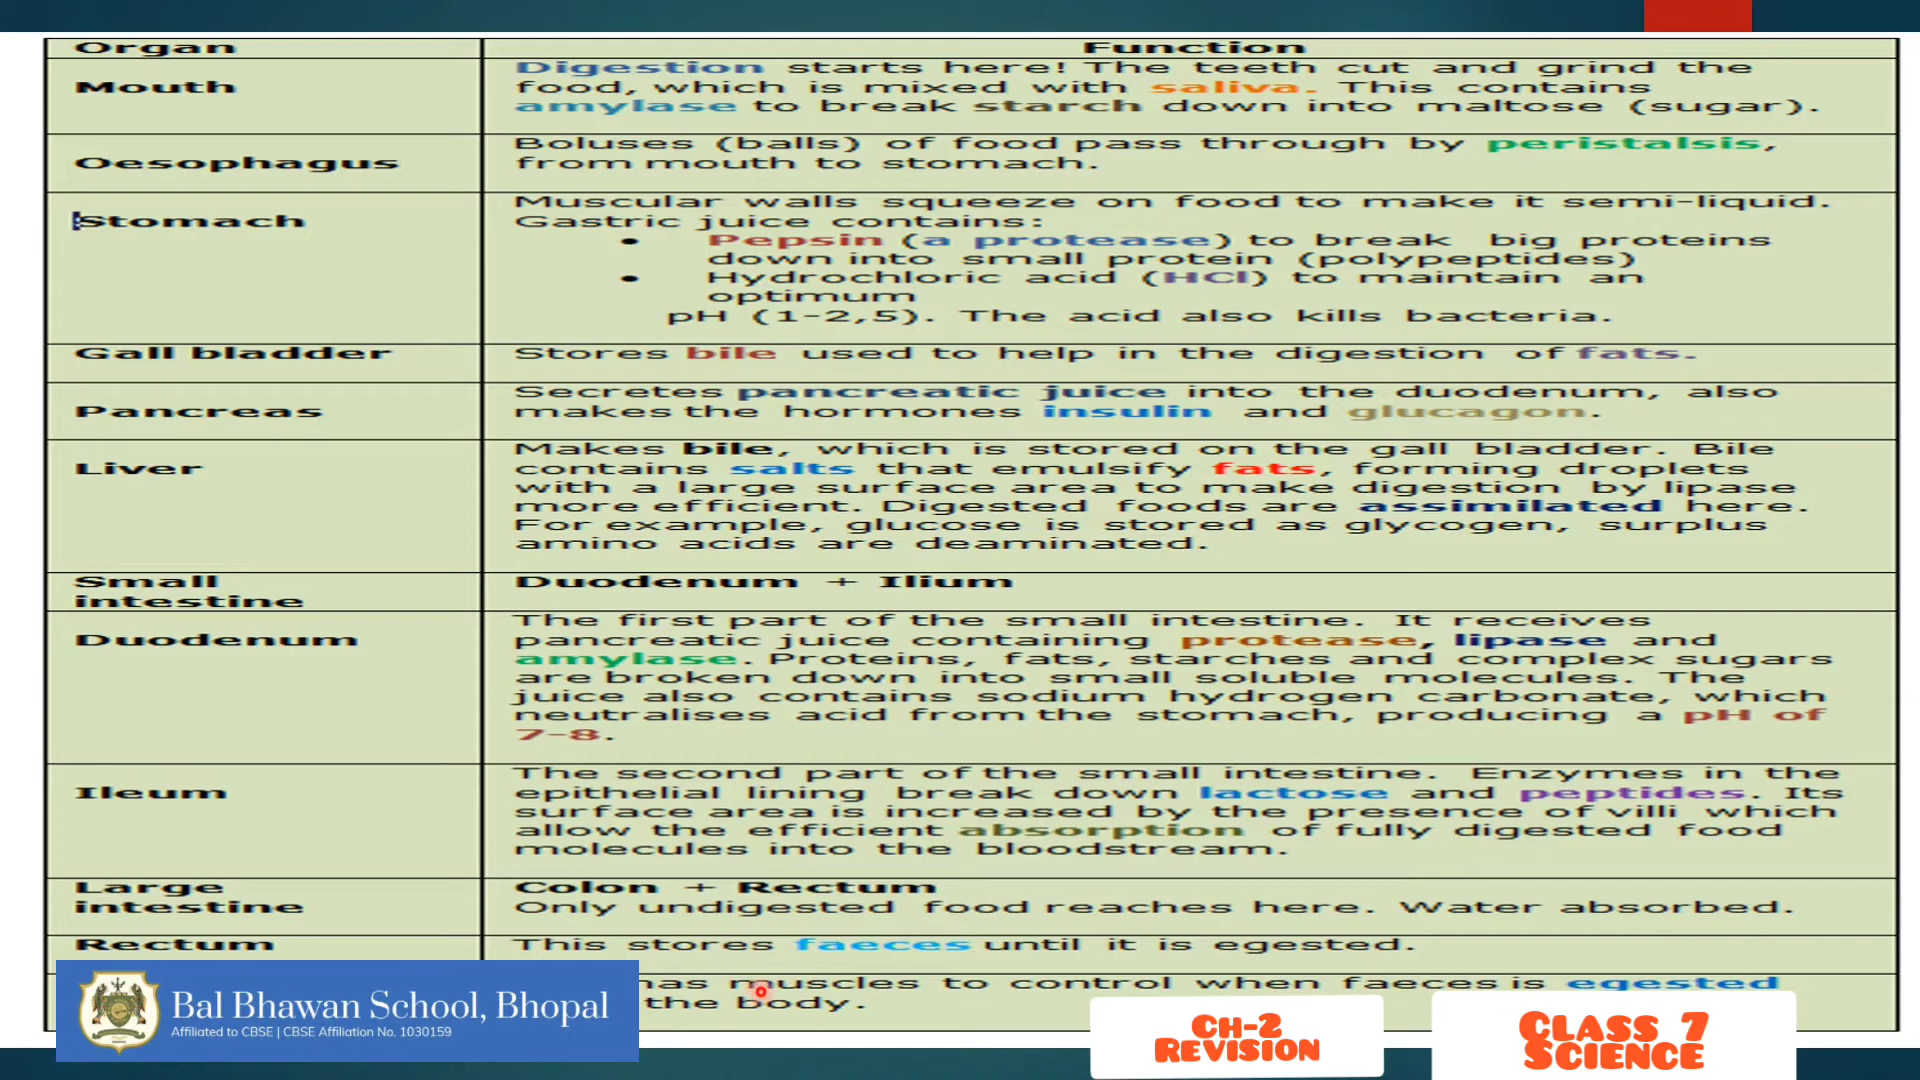 Organ Function
Mouth
Digestion starts here! The teeth cut and grind the
food, which is mixed with saliva. This contains
amylase to break starch down into maltose (sugar).
Oesophagus
Boluses (balls) of food pass through by peristalsis,
from mouth to stomach.
Stomach
Muscular walls squeeze on food to make it semi-liquid.
Gastric juice contains:
• Pepsin (a protease) to break big proteins
down into small protein (polypeptides)
• Hydrochloric acid (HCl) to maintain an
optimum
pH (1-2,5). The acid also kills bacteria.
Gall bladder Stores bile used to help in the digestion of fats.
Pancreas
Secretes pancreatic juice into the duodenum, also
makes the hormones insulin and glucagon.
Liver
Makes bile, which is stored on the gall bladder. Bile
contains salts that emulsify fats, forming droplets
with a large surface area to make digestion by lipase
more efficient. Digested foods are assimilated here.
For example, glucose is stored as glycogen, surplus
amino acids are deaminated.
Small
intestine
Duodenum + Ilium
Duodenum
The first part of the small intestine. It receives
pancreatic juice containing protease, lipase and
amylase. Proteins, fats, starches and complex sugars
are broken down into small soluble molecules. The
juice also contains sodium hydrogen carbonate, which
neutralises acid from the stomach, producing a pH of
7-8.
Ileum
The second part of the small intestine. Enzymes in the
epithelial lining break down lactose and peptides. Its
surface area is increased by the presence of villi which
allow the efficient absorption of fully digested food
molecules into the bloodstream.
Large
intestine
Colon + Rectum
Only undigested food reaches here. Water absorbed.
Rectum This stores faeces until it is egested.
has muscles to control when faeces is egested
the body.
Bal Bhawan School, Bhopal
Affiliated to CBSE | CBSE Affiliation No. 1030159
Ch-2
Revision
Class 7
Science